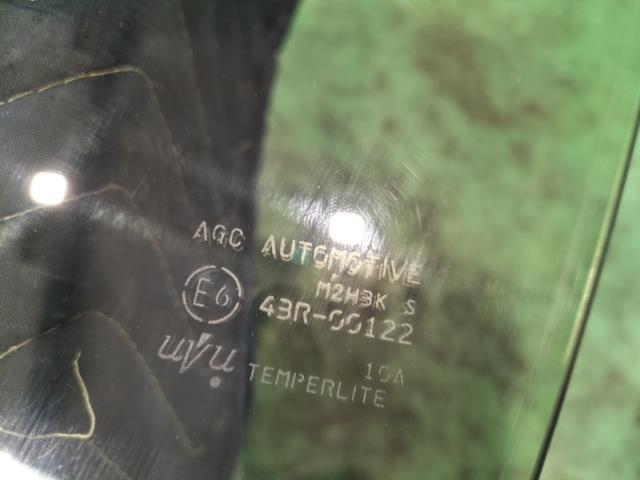 AGC AUTOMOTIVE
M2H3K S
E6 43R-00122
uvu
10A
TEMPERLITE